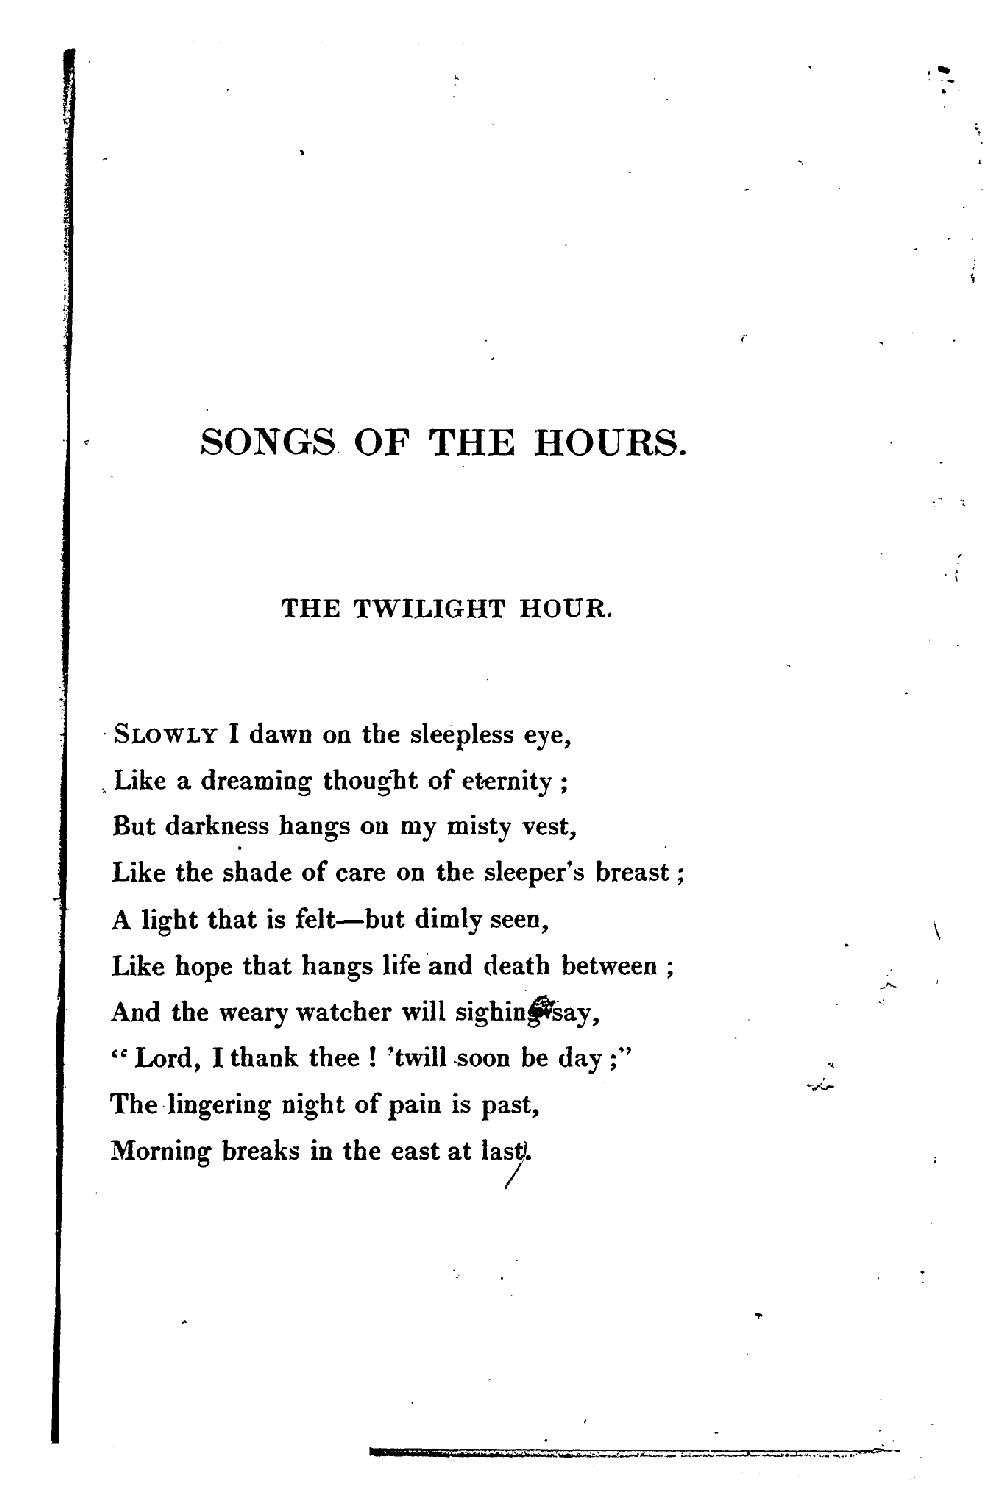 SONGS OF THE HOURS.
THE TWILIGHT HOUR.
SLOWLY I dawn on the sleepless eye,
Like a dreaming thought of eternity ;
But darkness hangs on my misty vest,
Like the shade of care on the sleeper's breast ;
A light that is felt—but dimly seen,
Like hope that hangs life and death between ;
And the weary watcher will sighing say,
“ Lord, I thank thee ! 'twill soon be day ;”
The lingering night of pain is past,
Morning breaks in the east at last.